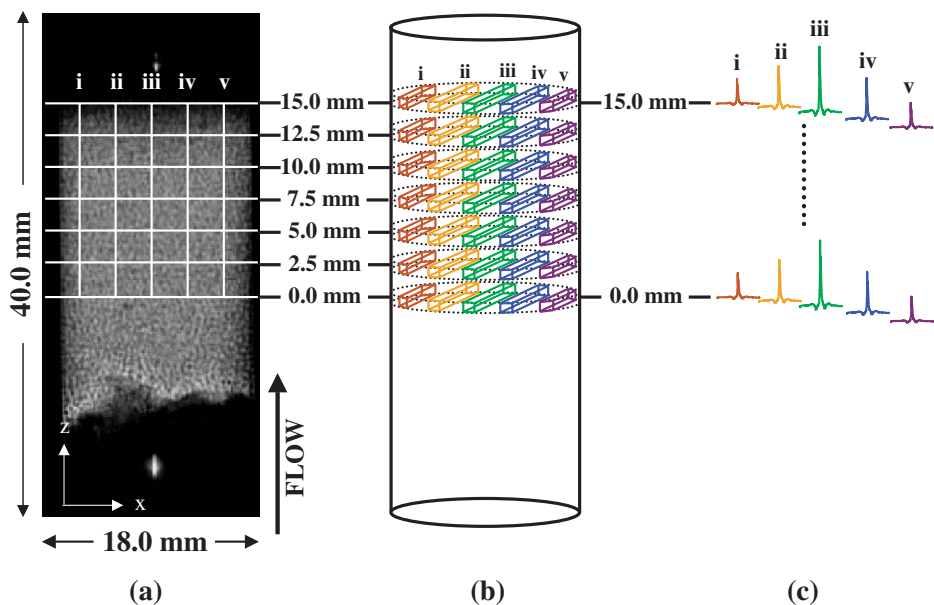 40.0 mm
i ii iii iv v
z
x
18.0 mm
FLOW
15.0 mm
12.5 mm
10.0 mm
7.5 mm
5.0 mm
2.5 mm
0.0 mm
i ii iii iv v
15.0 mm
0.0 mm
i ii iii iv v
(a) (b) (c)